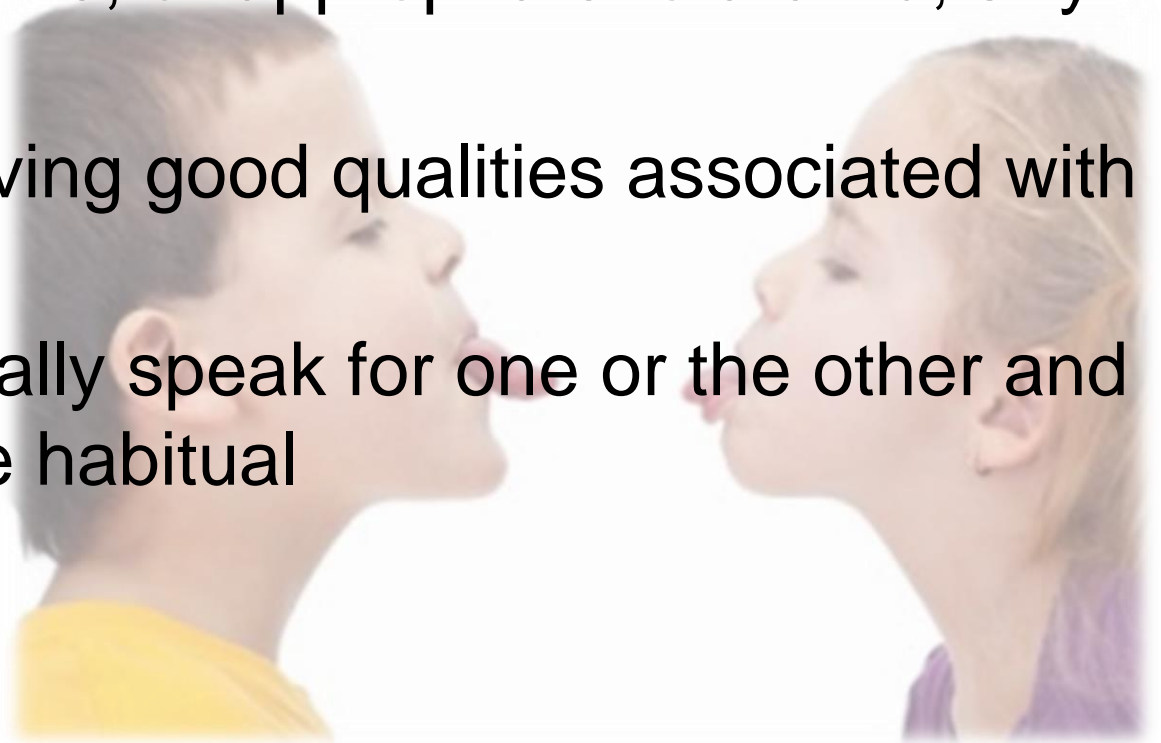 ving good qualities associated with
ally speak for one or the other and
e habitual